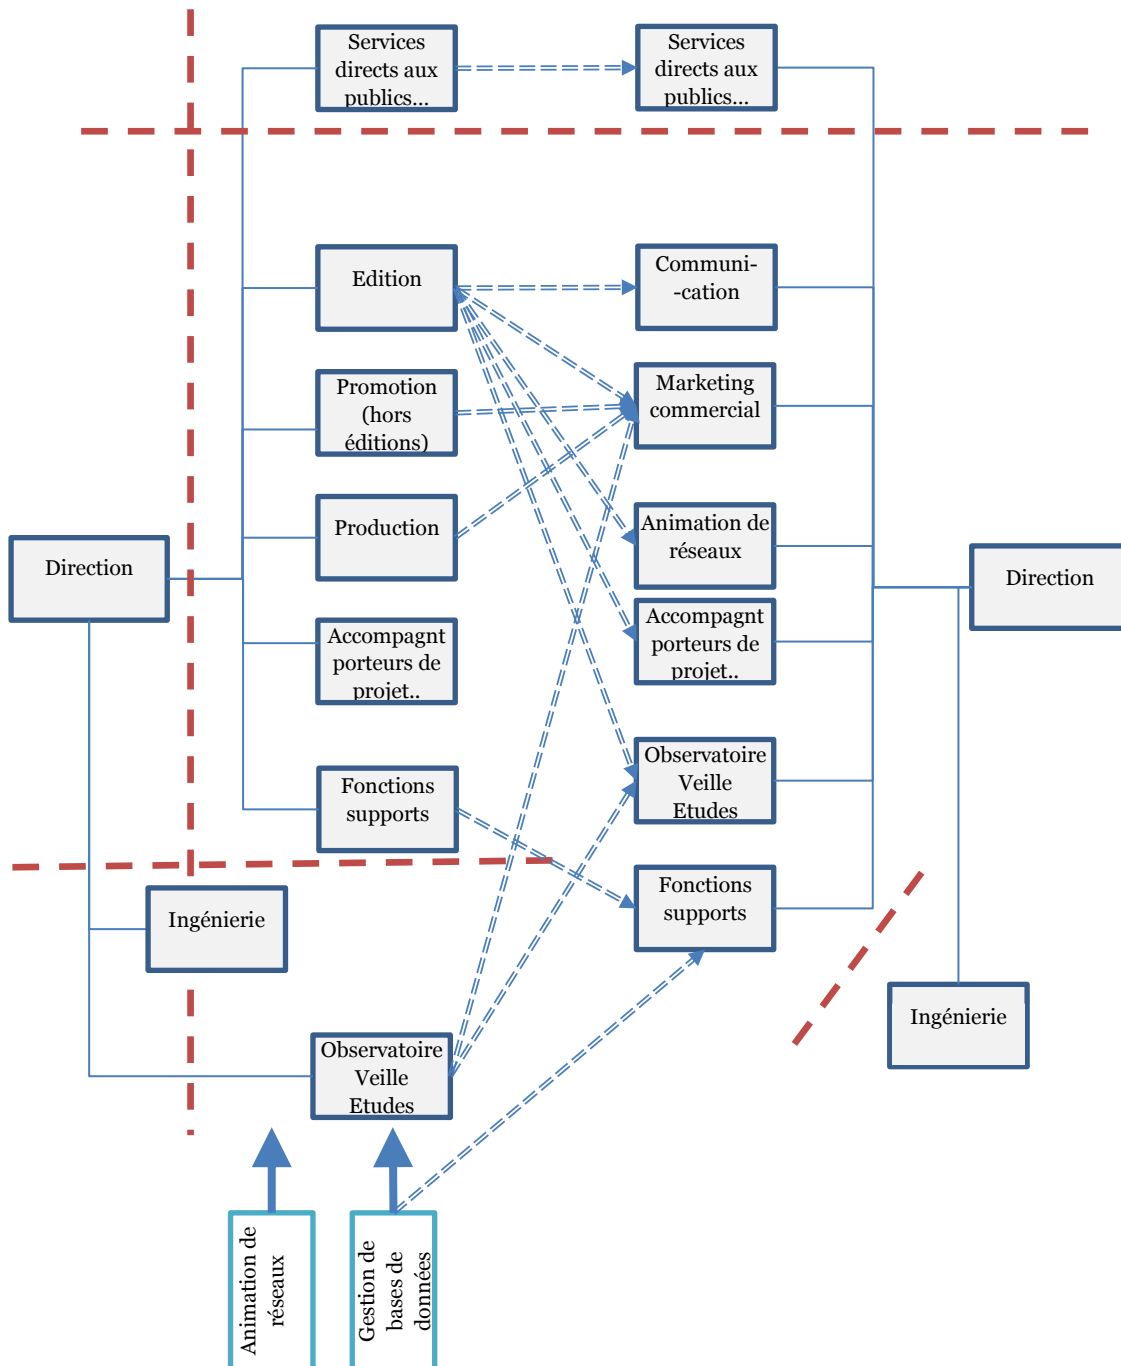 Services
directs aux
publics...
Services
directs aux
publics...
Edition
Communi-
-cation
Promotion
(hors
éditions)
Marketing
commercial
Production
Animation de
réseaux
Direction
Direction
Accompagnt
porteurs de
projet..
Accompagnt
porteurs de
projet..
Fonctions
supports
Observatoire
Veille
Etudes
Ingénierie
Fonctions
supports
Ingénierie
Observatoire
Veille
Etudes
Animation de
réseaux
Gestion de
bases de
données